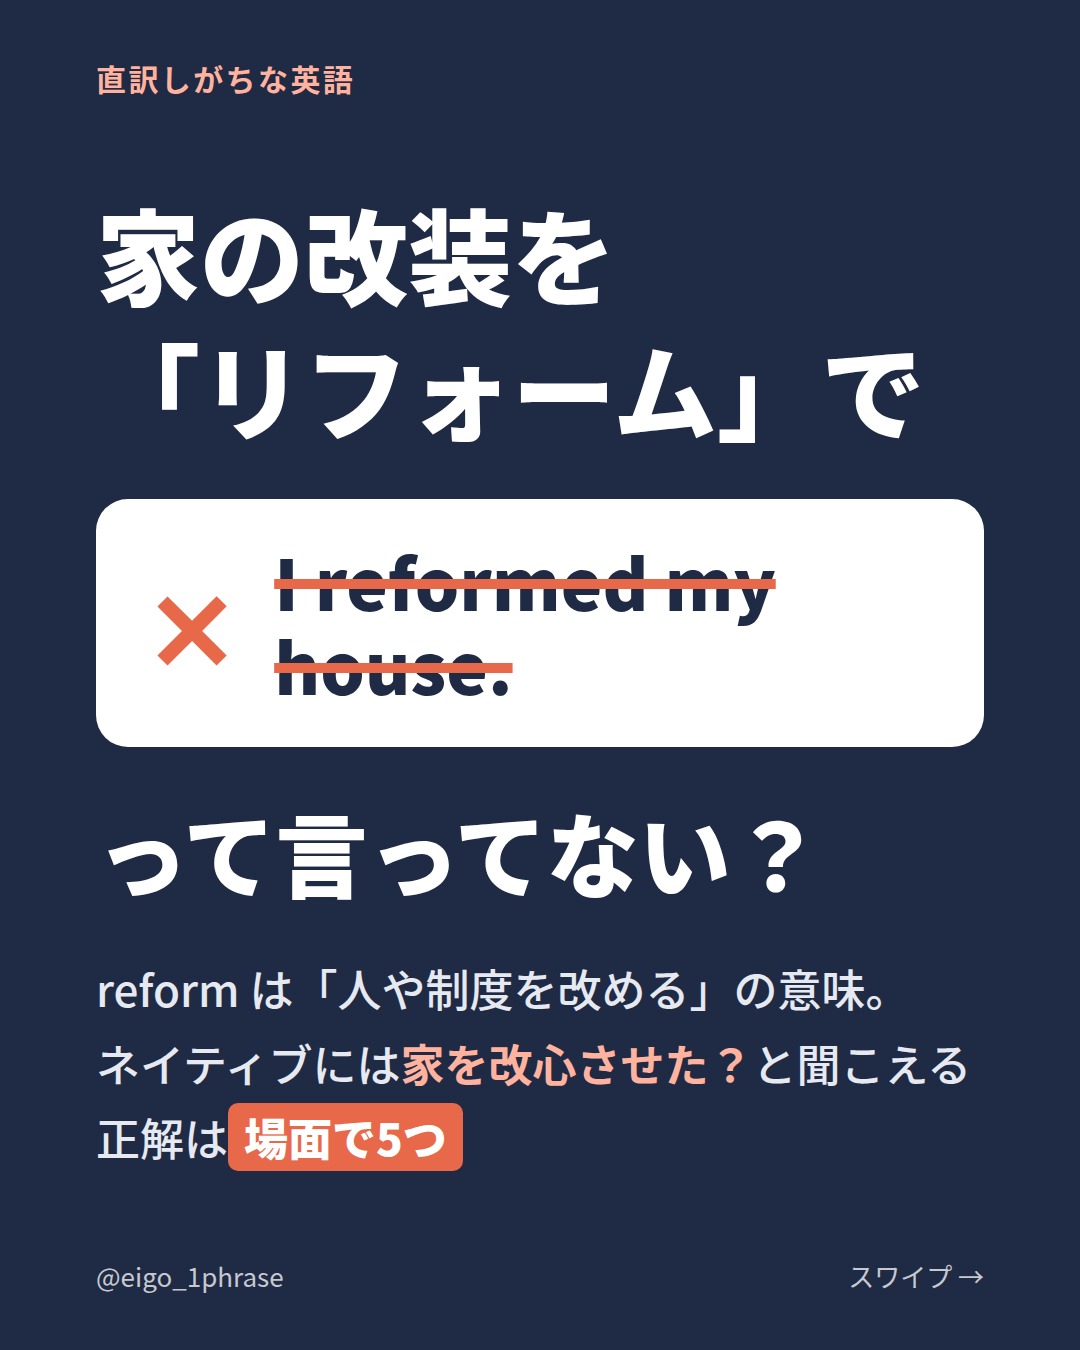 直訳しがちな英語
家の改装を
「リフォーム」で
× I reformed my
house.
って言ってない？
reform は「人や制度を改める」の意味。
ネイティブには家を改心させた？と聞こえる
正解は 場面で5つ
@eigo_1phrase
スワイプ →